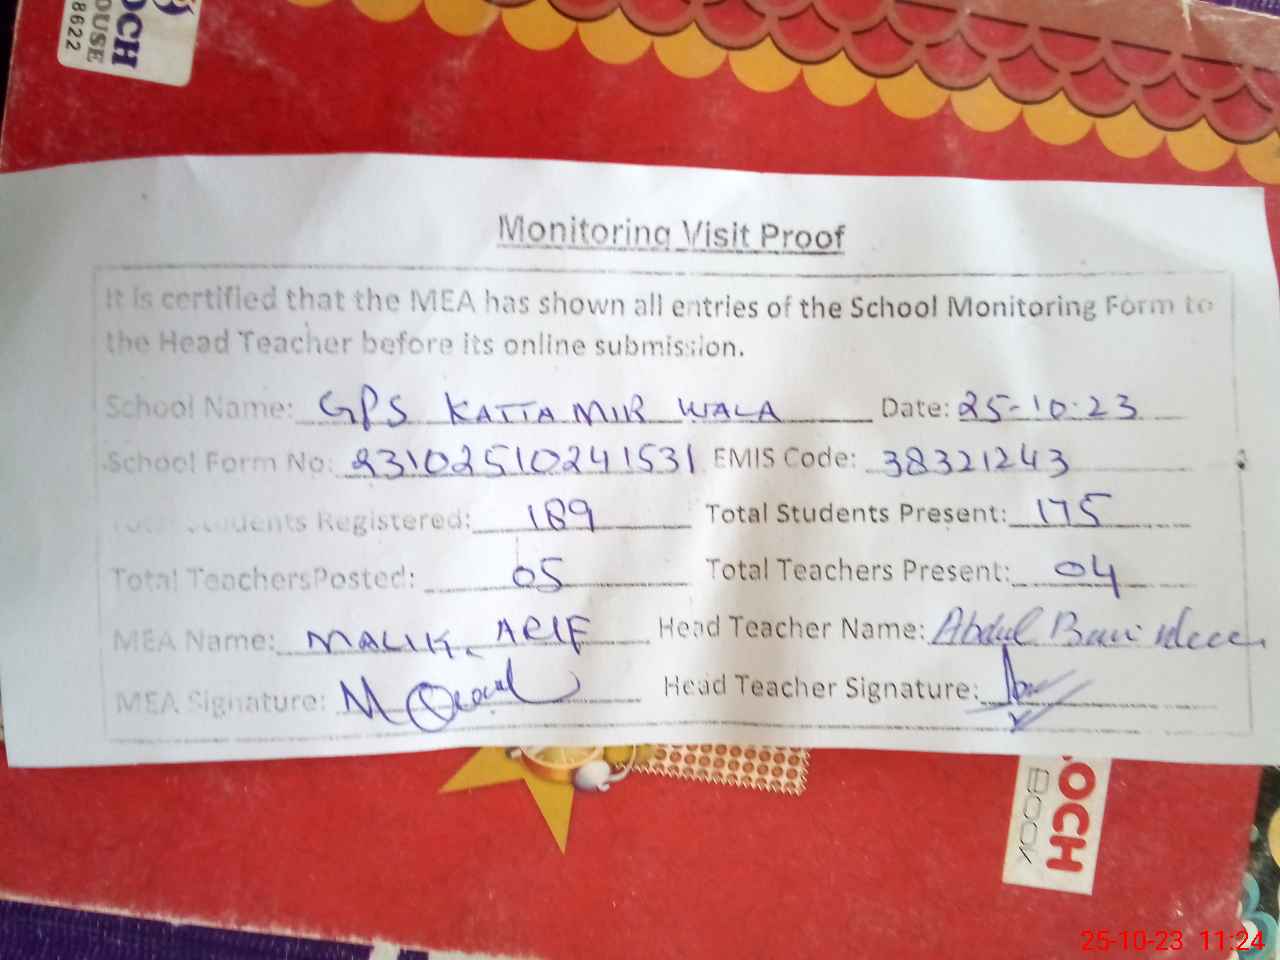 OCH
OUSE
8622
Monitoring Visit Proof
It is certified that the MEA has shown all entries of the School Monitoring Form to
the Head Teacher before its online submission.
School Name: GPS KATTA MIR WALA Date: 25-10-23
School Form No: 23102510241531 EMIS Code: 38321243
Total Students Registered: 189 Total Students Present: 175
Total TeachersPosted: 05 Total Teachers Present: 04
MEA Name: MALIK. ARIF Head Teacher Name: Abdul
MEA Signature: Head Teacher Signature:
OCH
BOOK
25-10-23 11:24